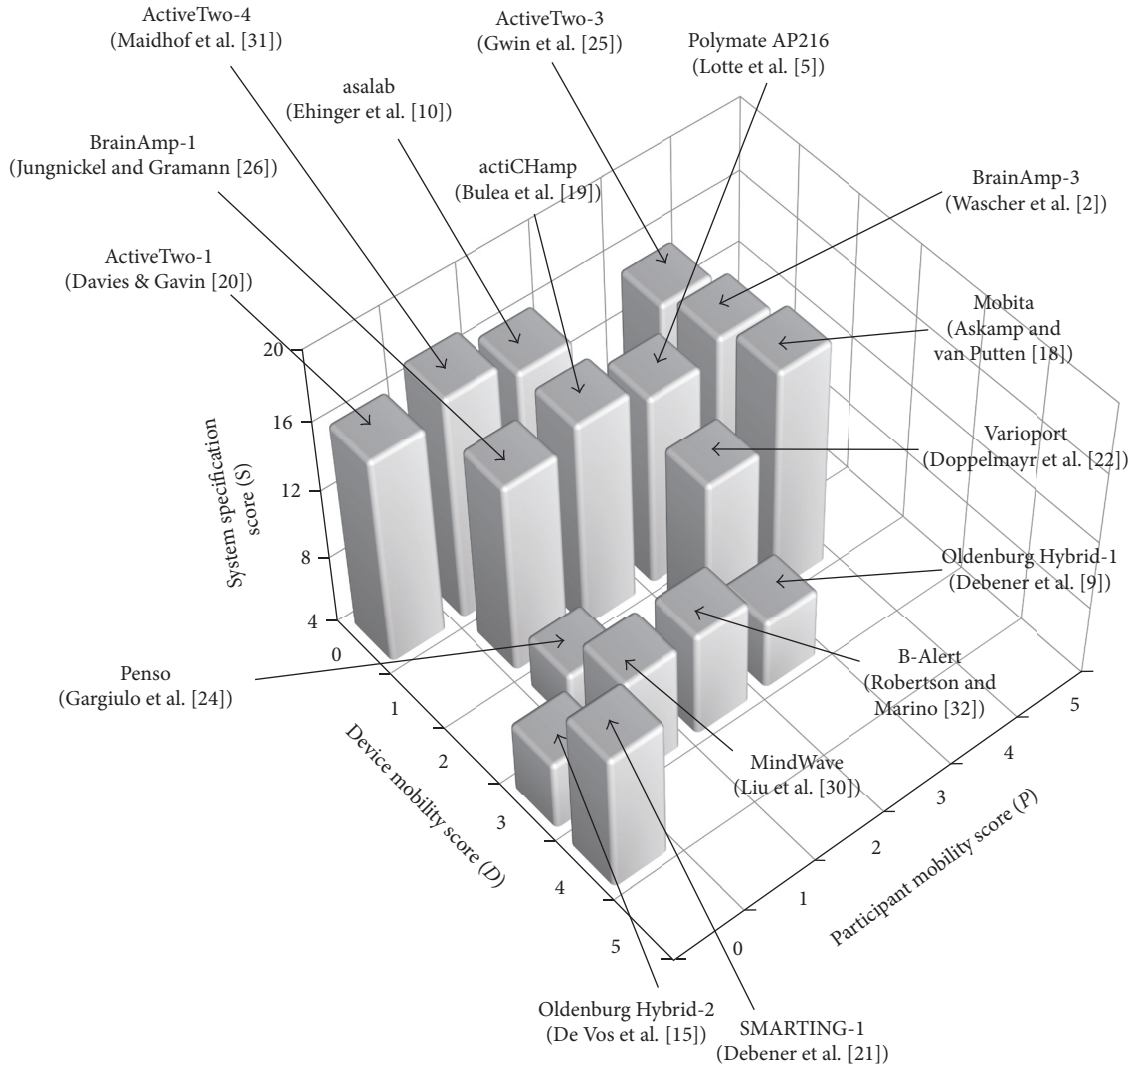 ActiveTwo-4
(Maidhof et al. [31])
ActiveTwo-3
(Gwin et al. [25])
Polymate AP216
(Lotte et al. [5])
asalab
(Ehinger et al. [10])
BrainAmp-1
(Jungnickel and Gramann [26])
actiCHamp
(Bulea et al. [19])
BrainAmp-3
(Wascher et al. [2])
ActiveTwo-1
(Davies & Gavin [20])
Mobita
(Askamp and
van Putten [18])
Varioport
(Doppelmayr et al. [22])
Oldenburg Hybrid-1
(Debener et al. [9])
B-Alert
(Robertson and
Marino [32])
Penso
(Gargiulo et al. [24])
MindWave
(Liu et al. [30])
Oldenburg Hybrid-2
(De Vos et al. [15])
SMARTING-1
(Debener et al. [21])
System specification
score (S)
20
16
12
8
4
Device mobility score (D)
0
1
2
3
4
5
Participant mobility score (P)
0
1
2
3
4
5